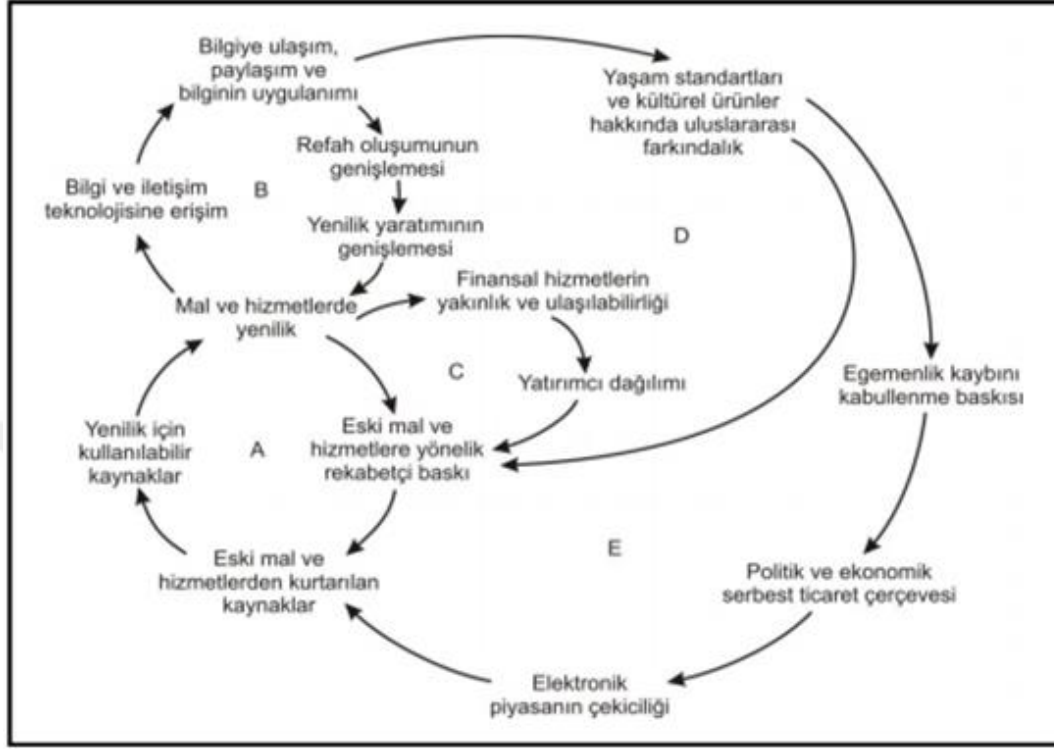 Bilgiye ulaşım,
paylaşım ve
bilginin uygulanımı
Yaşam standartları
ve kültürel ürünler
hakkında uluslararası
farkındalık
Refah oluşumunun
genişlemesi
Bilgi ve iletişim
teknolojisine erişim
B
Yenilik yaratımının
genişlemesi
D
Finansal hizmetlerin
yakınlık ve ulaşılabilirliği
Mal ve hizmetlerde
yenilik
C
Yatırımcı dağılımı
Egemenlik kaybını
kabullenme baskısı
Yenilik için
kullanılabilir
kaynaklar
A
Eski mal ve
hizmetlere yönelik
rekabetçi baskı
E
Eski mal ve
hizmetlerden kurtarılan
kaynaklar
Politik ve ekonomik
serbest ticaret çerçevesi
Elektronik
piyasanın çekiciliği